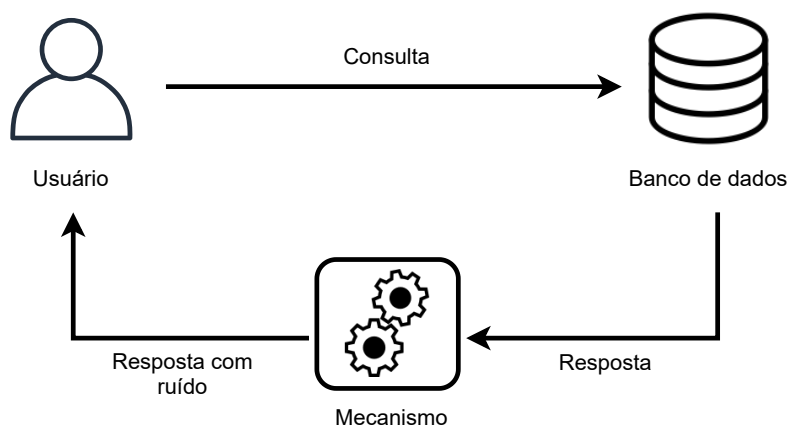 Consulta
Usuário
Banco de dados
Resposta com
ruído
Resposta
Mecanismo